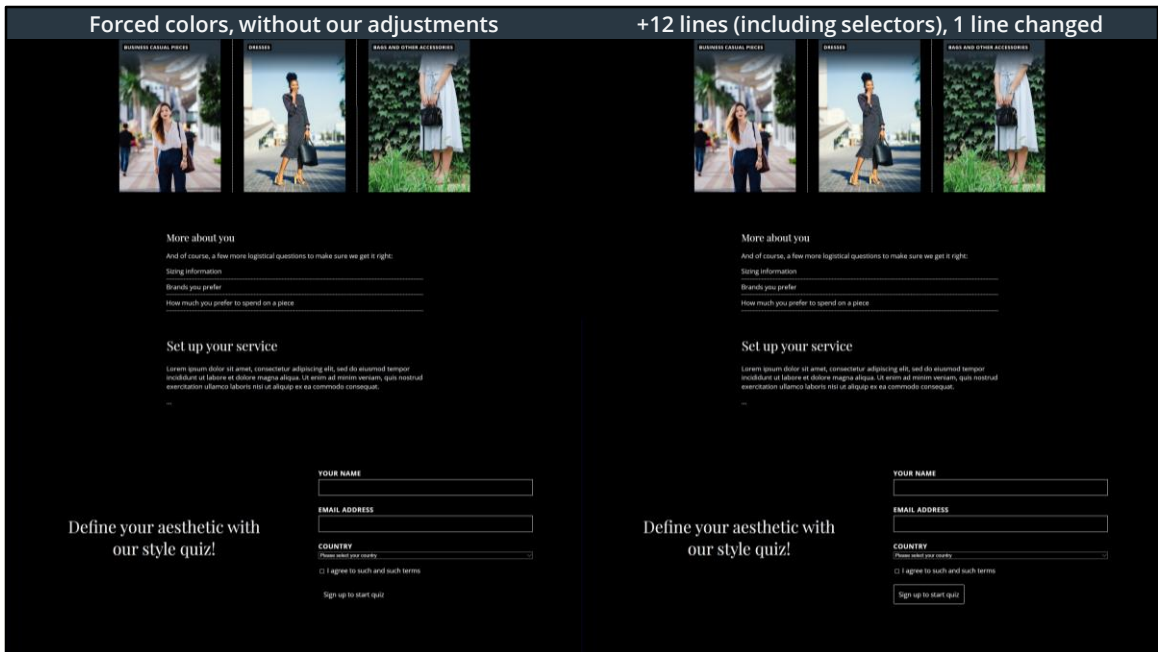 Forced colors, without our adjustments
BUSINESS CASUAL PIECES
DRESSES
BAGS AND OTHER ACCESSORIES
More about you
And of course, a few more logistical questions to make sure we get it right:
Sizing information
Brands you prefer
How much you prefer to spend on a piece
Set up your service
Lorem ipsum dolor sit amet, consectetur adipiscing elit, sed do eiusmod tempor
incididunt ut labore et dolore magna aliqua. Ut enim ad minim veniam, quis nostrud
exercitation ullamco laboris nisi ut aliquip ex ea commodo consequat.
...
Define your aesthetic with
our style quiz!
YOUR NAME
EMAIL ADDRESS
COUNTRY
Please select your country
I agree to such and such terms
Sign up to start quiz
+12 lines (including selectors), 1 line changed
BUSINESS CASUAL PIECES
DRESSES
BAGS AND OTHER ACCESSORIES
More about you
And of course, a few more logistical questions to make sure we get it right:
Sizing information
Brands you prefer
How much you prefer to spend on a piece
Set up your service
Lorem ipsum dolor sit amet, consectetur adipiscing elit, sed do eiusmod tempor
incididunt ut labore et dolore magna aliqua. Ut enim ad minim veniam, quis nostrud
exercitation ullamco laboris nisi ut aliquip ex ea commodo consequat.
...
Define your aesthetic with
our style quiz!
YOUR NAME
EMAIL ADDRESS
COUNTRY
Please select your country
I agree to such and such terms
Sign up to start quiz